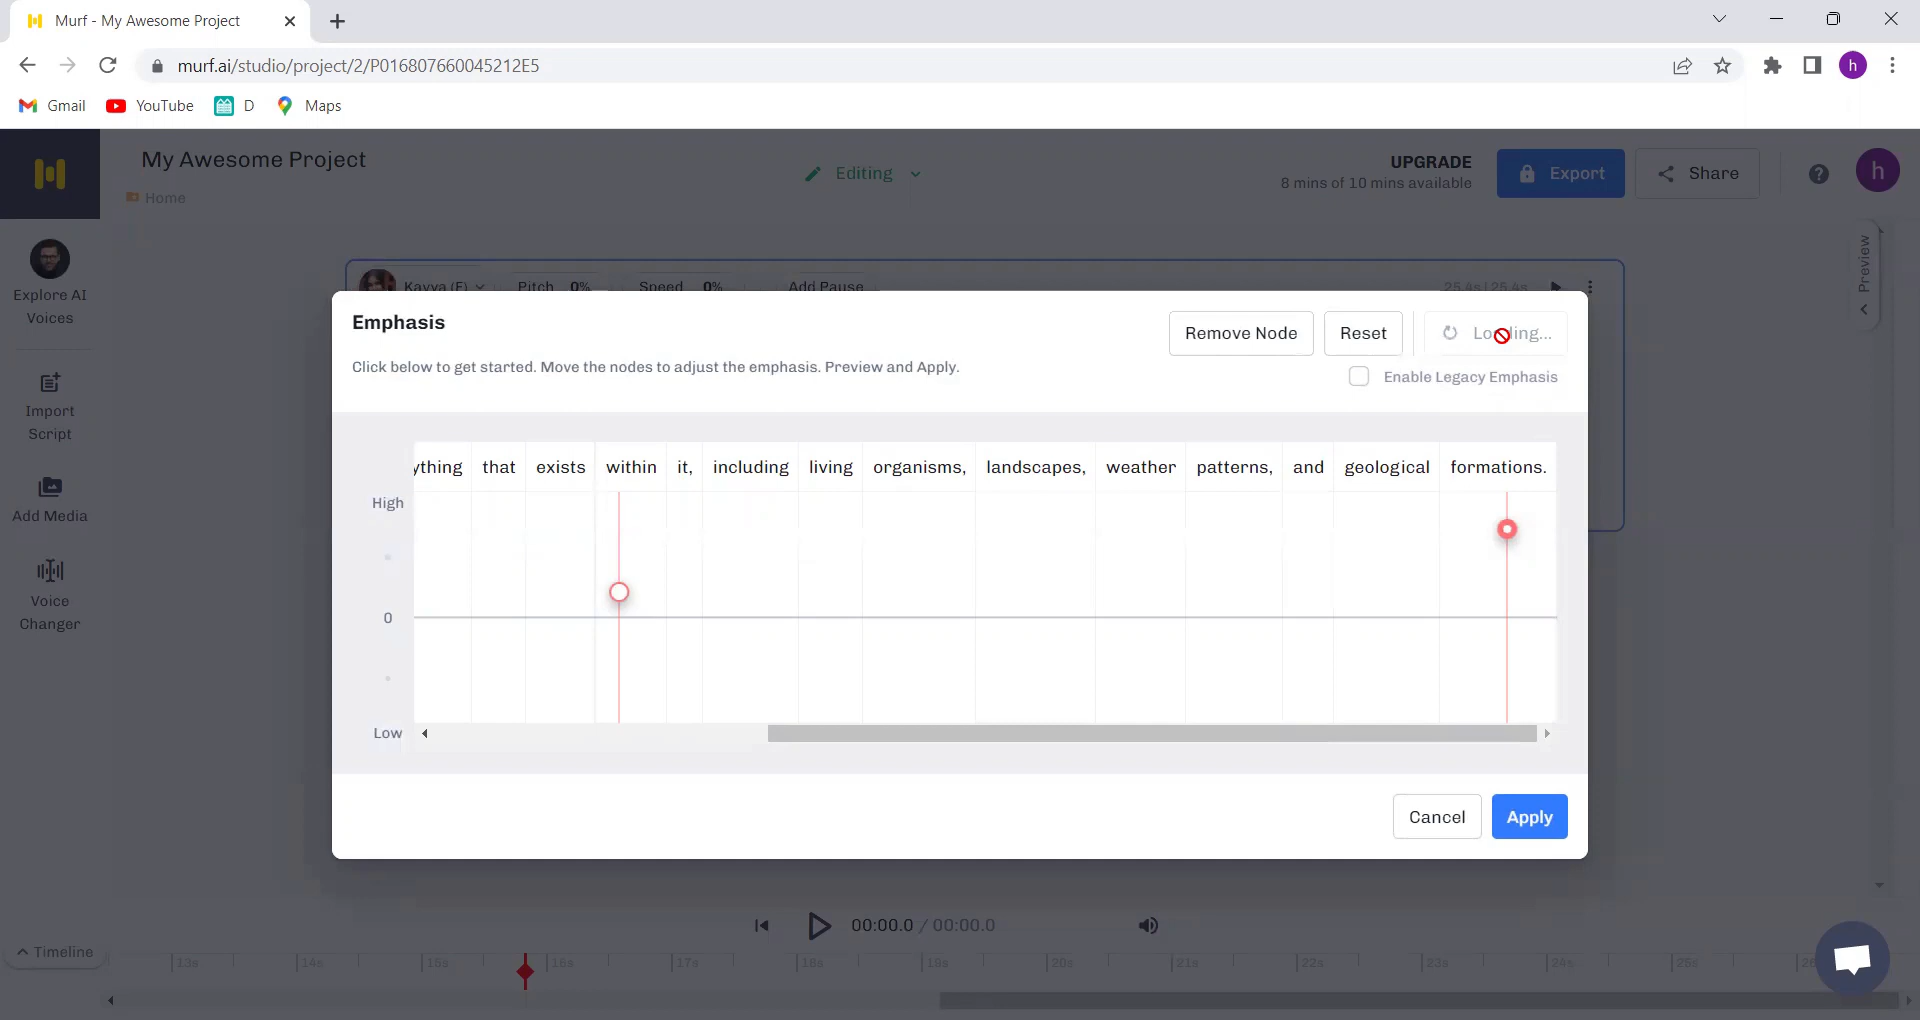 Murf - My Awesome Project
murf.ai/studio/project/2/P016807660045212E5
h
Gmail
YouTube
D
Maps
My Awesome Project
Home
Editing
UPGRADE
8 mins of 10 mins available
Export
Share
h
Explore AI
Voices
Import
Script
Add Media
Voice
Changer
Preview
Kavya (F)
Pitch 0%
Speed 0%
Add Pause
25.4s | 25.4s
Emphasis
Click below to get started. Move the nodes to adjust the emphasis. Preview and Apply.
Remove Node
Reset
Loading...
Enable Legacy Emphasis
ything that exists within it, including living organisms, landscapes, weather patterns, and geological formations.
High
0
Low
Cancel
Apply
00:00.0 / 00:00.0
Timeline
13s 14s 15s 16s 17s 18s 19s 20s 21s 22s 23s 24s 25s